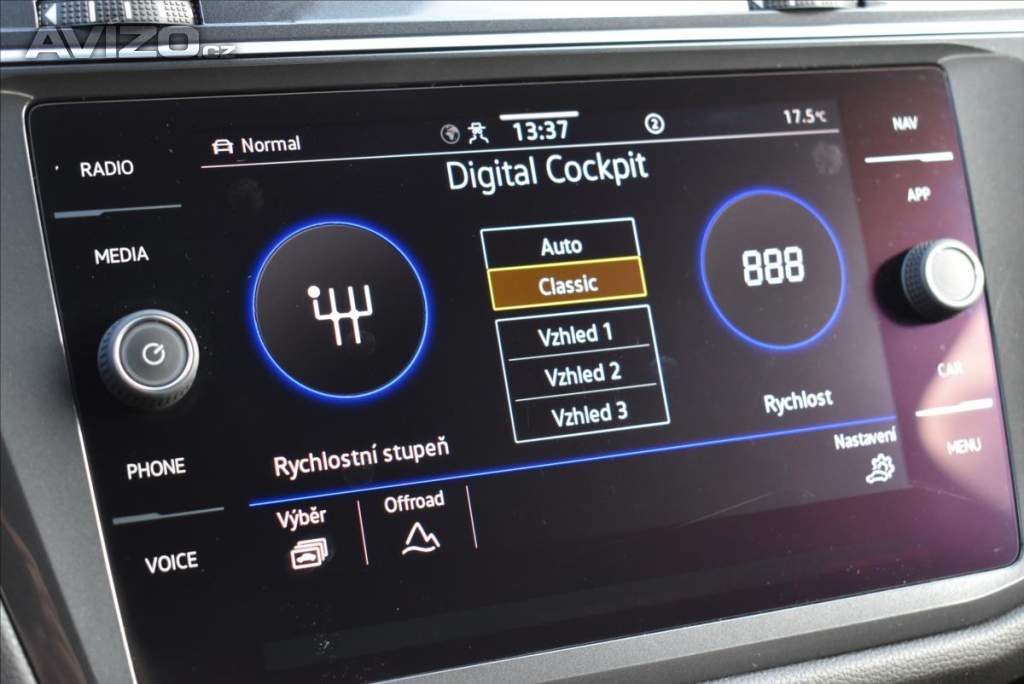 AVIZO.cz
RADIO
MEDIA
PHONE
VOICE
Normal
13:37
2
17.5°C
Digital Cockpit
Auto
Classic
Vzhled 1
Vzhled 2
Vzhled 3
888
Rychlostní stupeň
Rychlost
Výběr
Offroad
Nastavení
NAV
APP
CAR
MENU